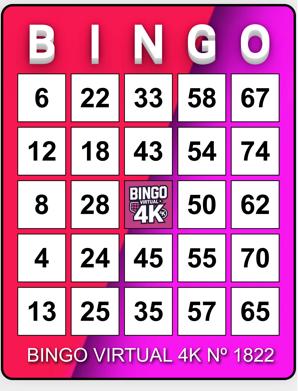 B I N G O
6 22 33 58 67
12 18 43 54 74
8 28 BINGO VIRTUAL 4K 50 62
4 24 45 55 70
13 25 35 57 65
BINGO VIRTUAL 4K Nº 1822